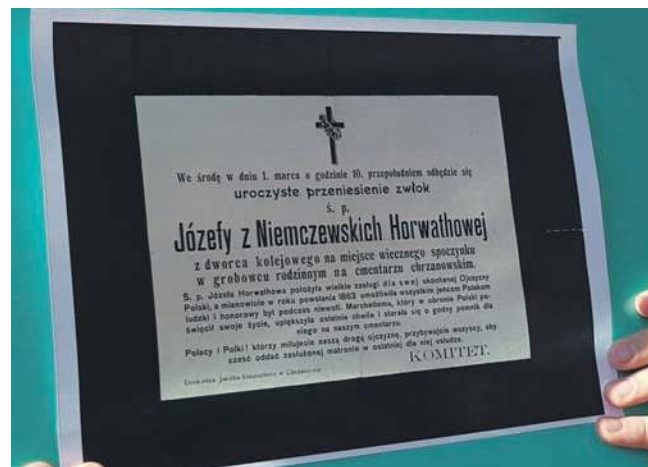 We środę w dniu 1. marca o godzinie 10. przepołudniem odbędzie się
uroczyste przeniesienie zwłok
ś. p.
Józefy z Niemczewskich Horwathowej
z dworca kolejowego na miejsce wiecznego spoczynku
w grobowcu rodzinnym na cmentarzu chrzanowskim.
Ś. p. Józefa Horwathowa położyła wielkie zasługi dla swej ukochanej Ojczyzny
Polski, a mianowicie w roku powstania 1863 umożliwiła wszystkim jeńcom Polakom
ludzki i honorowy byt podczas niewoli. Marchettemu, który w obronie Polski po-
święcił swoje życie, upiększyła ostatnie chwile i starała się o godny pomnik dla
niego na naszym cmentarzu.
Polacy i Polki! którzy miłujecie naszą drogą ojczyznę, przybywajcie wszyscy, aby
cześć oddać zasłużonej matronie w ostatniej dla niej usłudze.
KOMITET.
w Chrzanowie